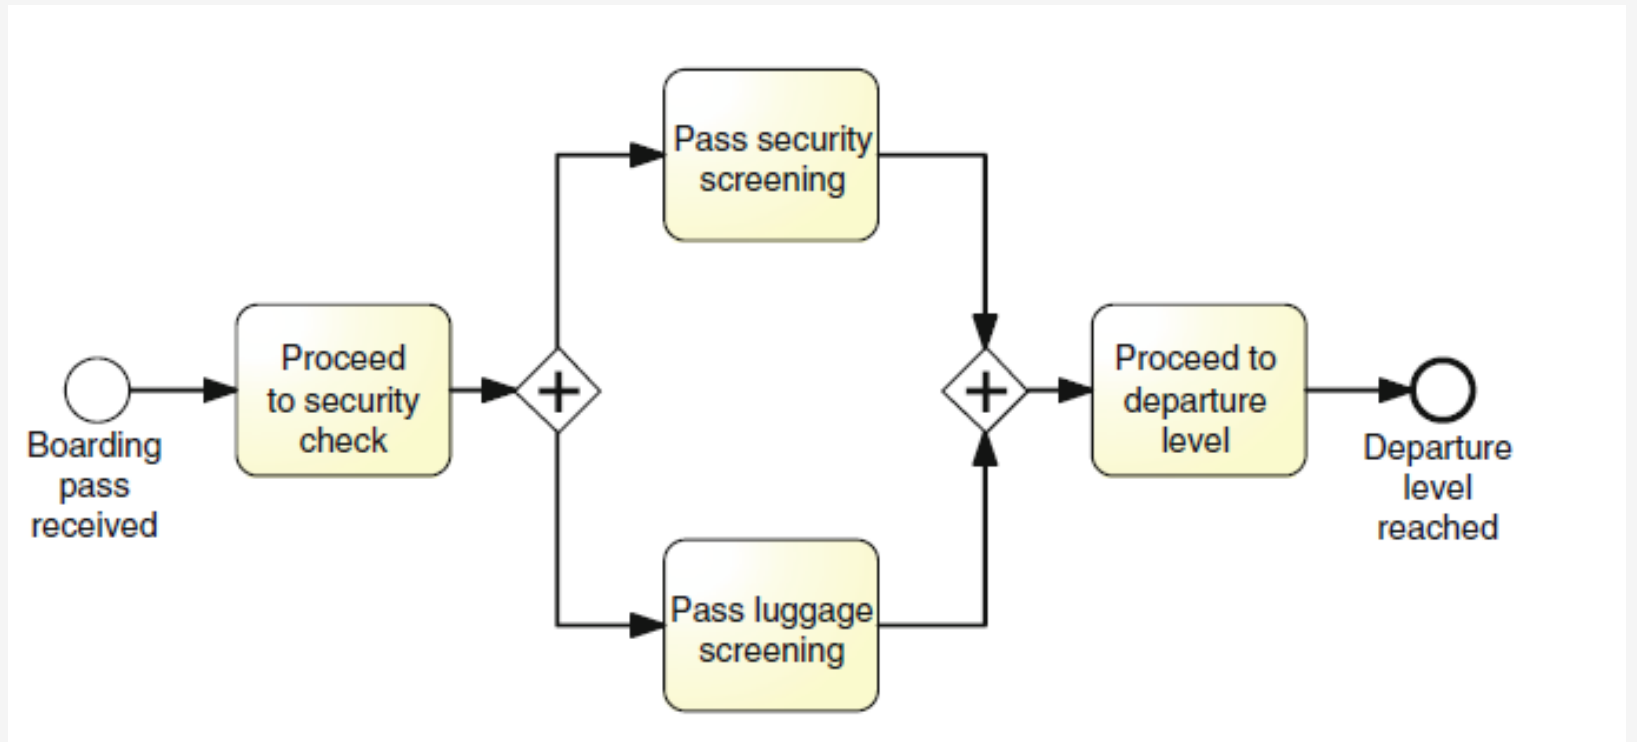 Boarding
pass
received
Proceed
to security
check
Pass security
screening
Pass luggage
screening
Proceed to
departure
level
Departure
level
reached